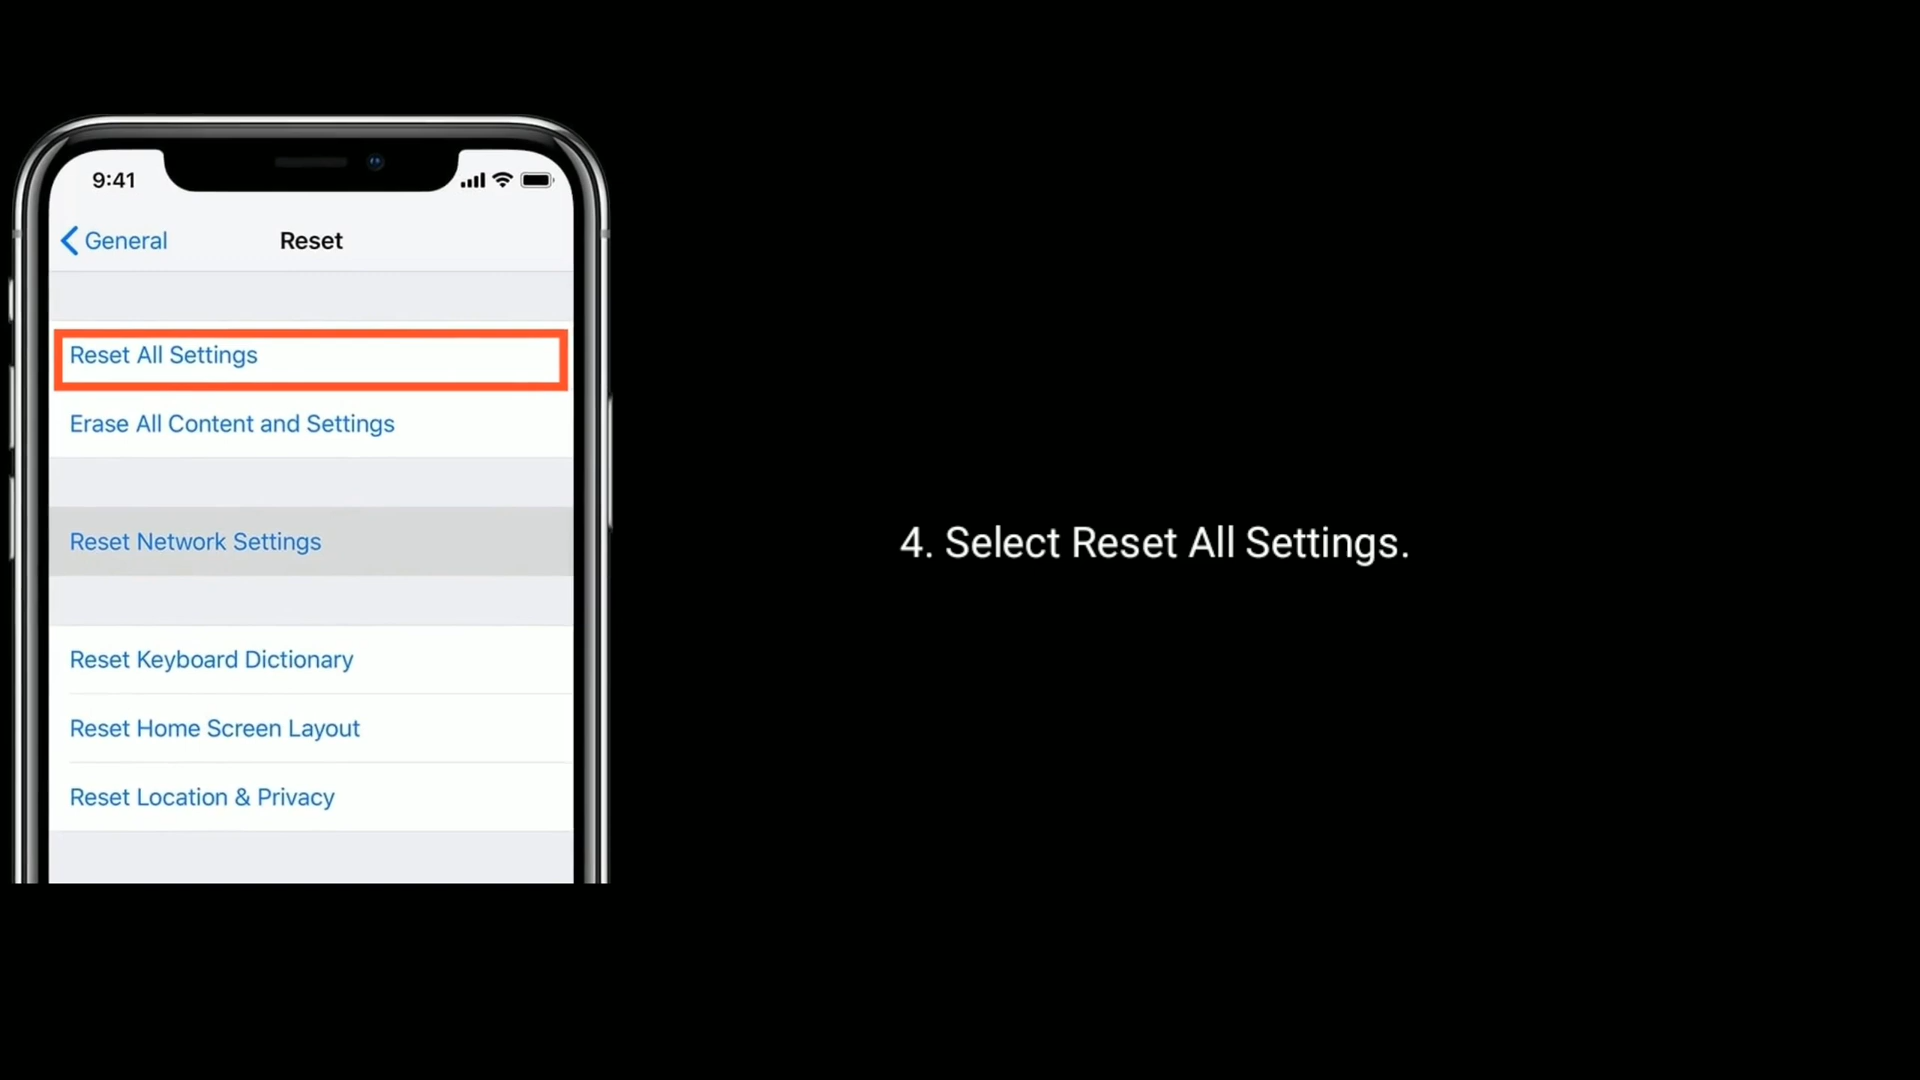 9:41
General
Reset
Reset All Settings
Erase All Content and Settings
Reset Network Settings
Reset Keyboard Dictionary
Reset Home Screen Layout
Reset Location & Privacy
4. Select Reset All Settings.